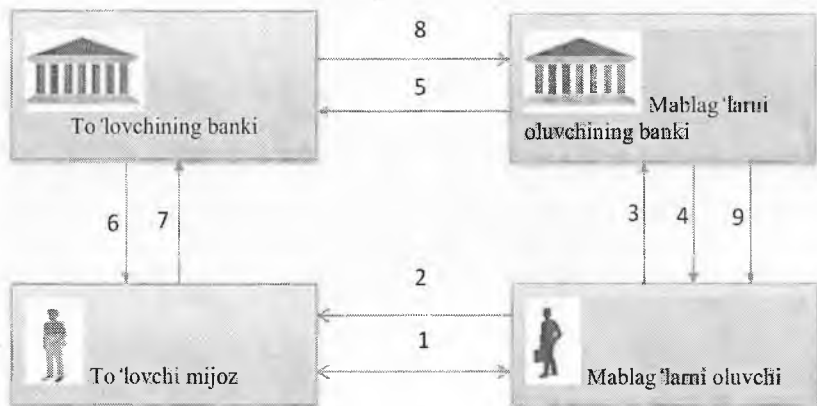 8
5
To‘lovchining banki
Mablag‘larni
oluvchining banki
6
7
3
4
9
2
1
To‘lovchi mijoz
Mablag‘larni oluvchi